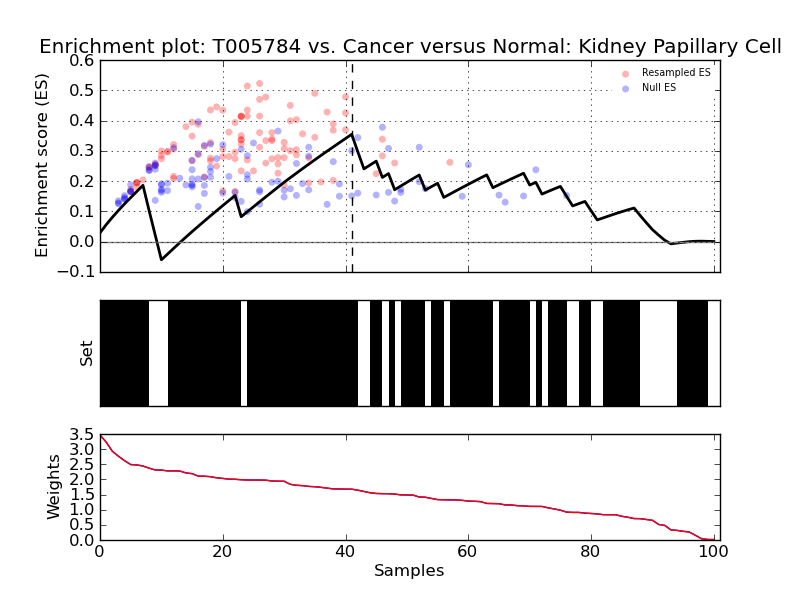 Enrichment plot: T005784 vs. Cancer versus Normal: Kidney Papillary Cell
Enrichment score (ES)
0.6
0.5
0.4
0.3
0.2
0.1
0.0
−0.1
Resampled ES
Null ES
Set
Weights
3.5
3.0
2.5
2.0
1.5
1.0
0.5
0.0
0 20 40 60 80 100
Samples